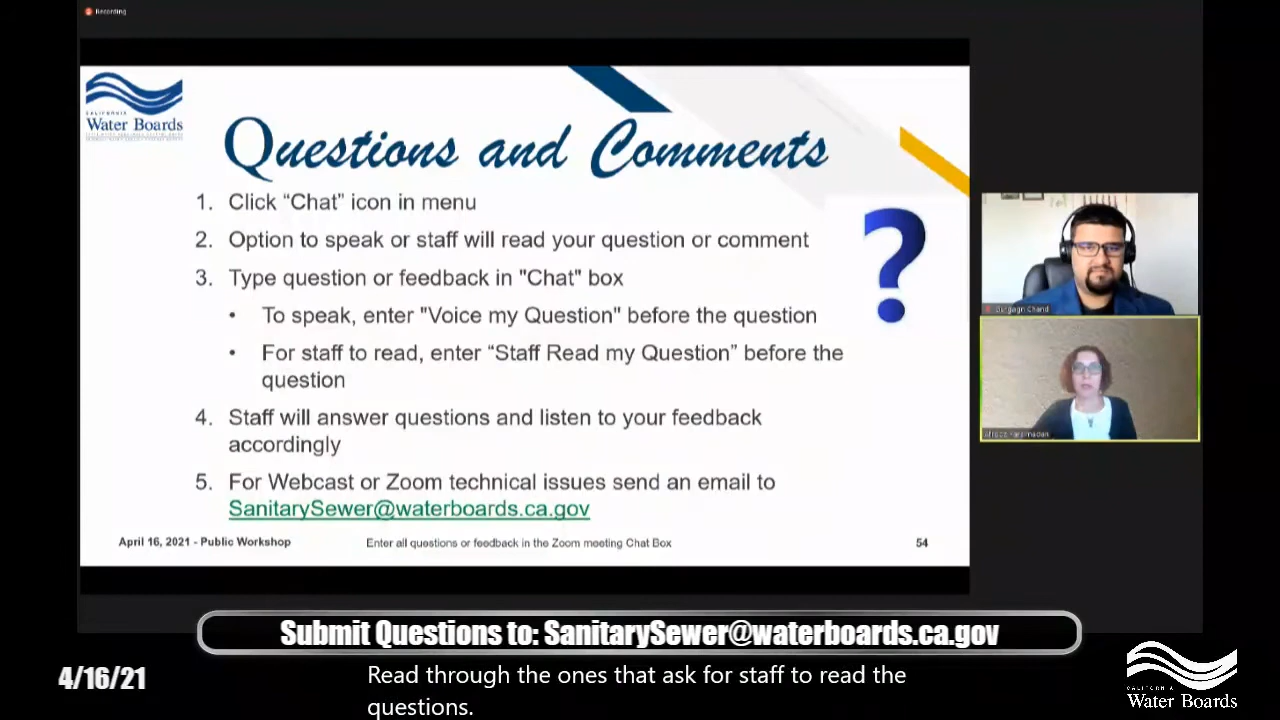 Recording
CALIFORNIA
Water Boards
Questions and Comments
1. Click “Chat” icon in menu
2. Option to speak or staff will read your question or comment
3. Type question or feedback in "Chat" box
• To speak, enter "Voice my Question" before the question
• For staff to read, enter “Staff Read my Question” before the
question
4. Staff will answer questions and listen to your feedback
accordingly
5. For Webcast or Zoom technical issues send an email to
SanitarySewer@waterboards.ca.gov
April 16, 2021 - Public Workshop
Enter all questions or feedback in the Zoom meeting Chat Box
54
Chand
Submit Questions to: SanitarySewer@waterboards.ca.gov
4/16/21
Read through the ones that ask for staff to read the
questions.
CALIFORNIA
Water Boards